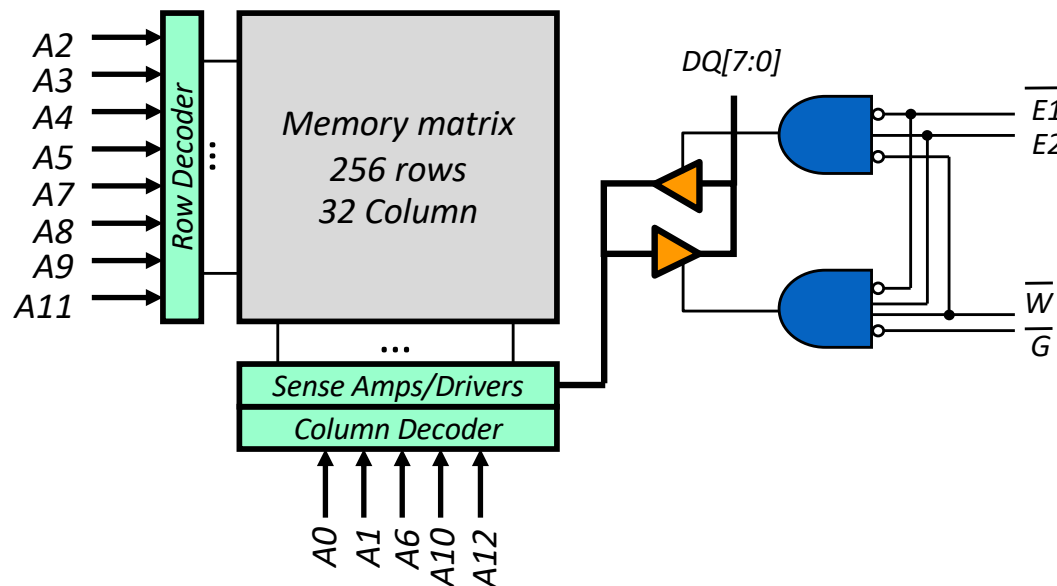 A2
A3
A4
A5
A7
A8
A9
A11
Row Decoder
...
Memory matrix
256 rows
32 Column
...
Sense Amps/Drivers
Column Decoder
A0
A1
A6
A10
A12
DQ[7:0]
E1
E2
W
G